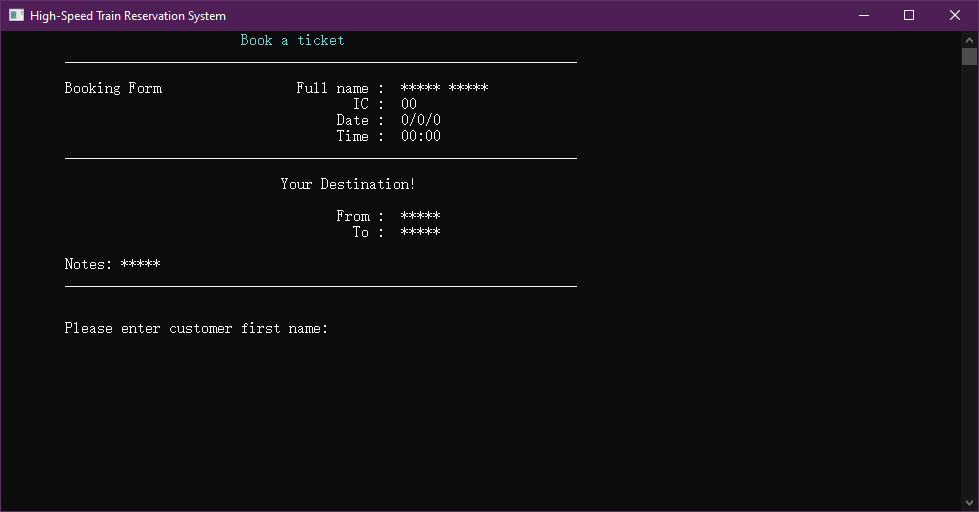 High-Speed Train Reservation System
Book a ticket
Booking Form Full name : ***** *****
IC : 00
Date : 0/0/0
Time : 00:00
Your Destination!
From : *****
To : *****
Notes: *****
Please enter customer first name: